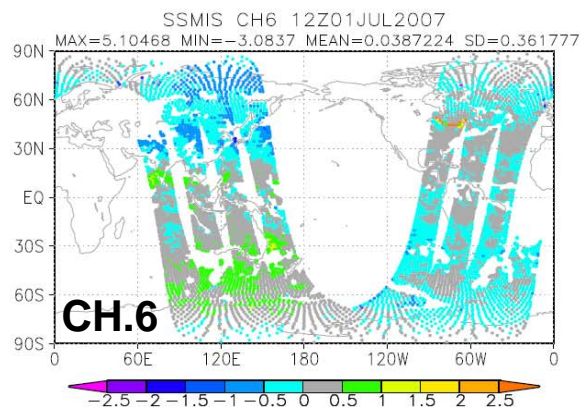 SSMIS CH6 12Z01JUL2007
MAX=5.10468 MIN=-3.0837 MEAN=0.0387224 SD=0.361777
90N
60N
30N
EQ
30S
60S
90S
CH.6
0 60E 120E 180 120W 60W 0
-2.5 -2 -1.5 -1 -0.5 0 0.5 1 1.5 2 2.5